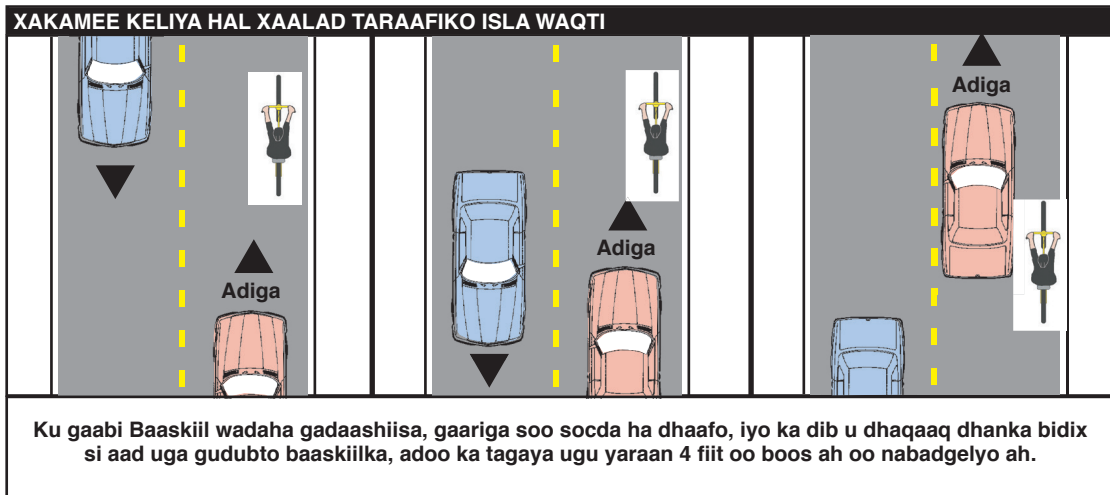 XAKAMEE KELIYA HAL XAALAD TARAAFIKO ISLA WAQTI
Adiga
Adiga
Adiga
Ku gaabi Baaskiil wadaha gadaashiisa, gaariga soo socda ha dhaafo, iyo ka dib u dhaqaaq dhanka bidix
si aad uga gudubto baaskiilka, adoo ka tagaya ugu yaraan 4 fiit oo boos ah oo nabadgelyo ah.